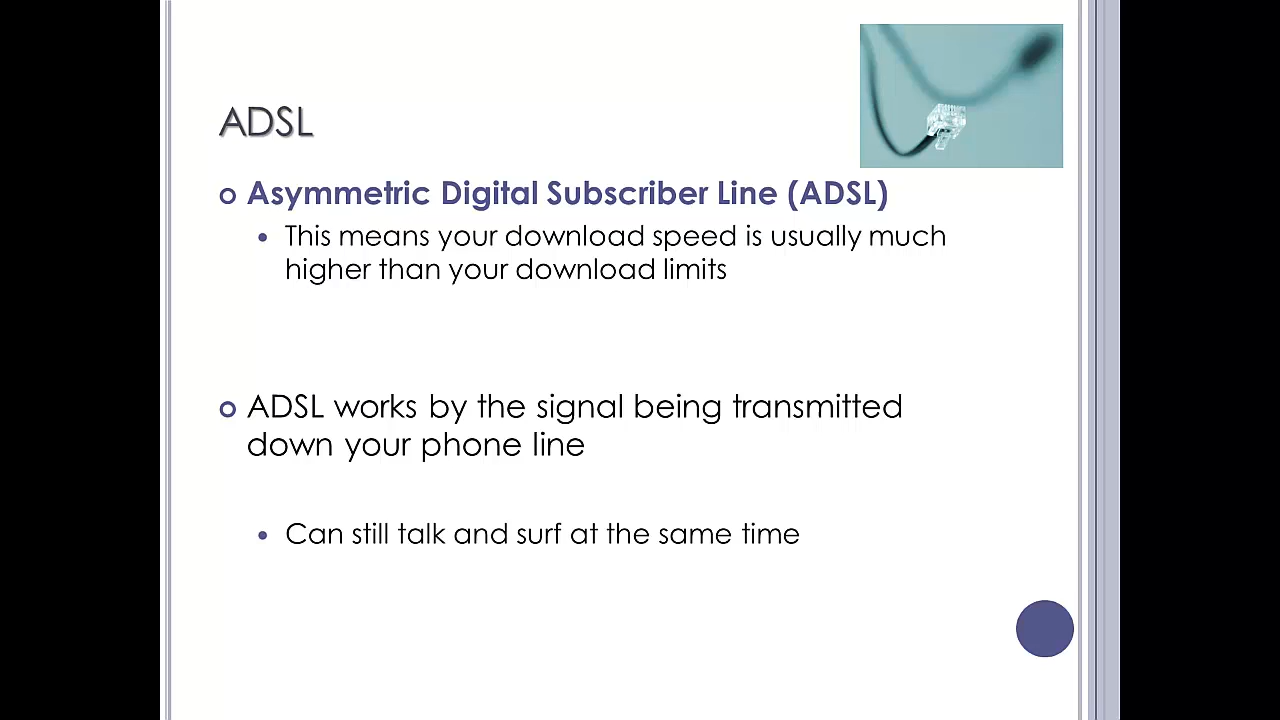 ADSL
Asymmetric Digital Subscriber Line (ADSL)
This means your download speed is usually much
higher than your download limits
ADSL works by the signal being transmitted
down your phone line
Can still talk and surf at the same time